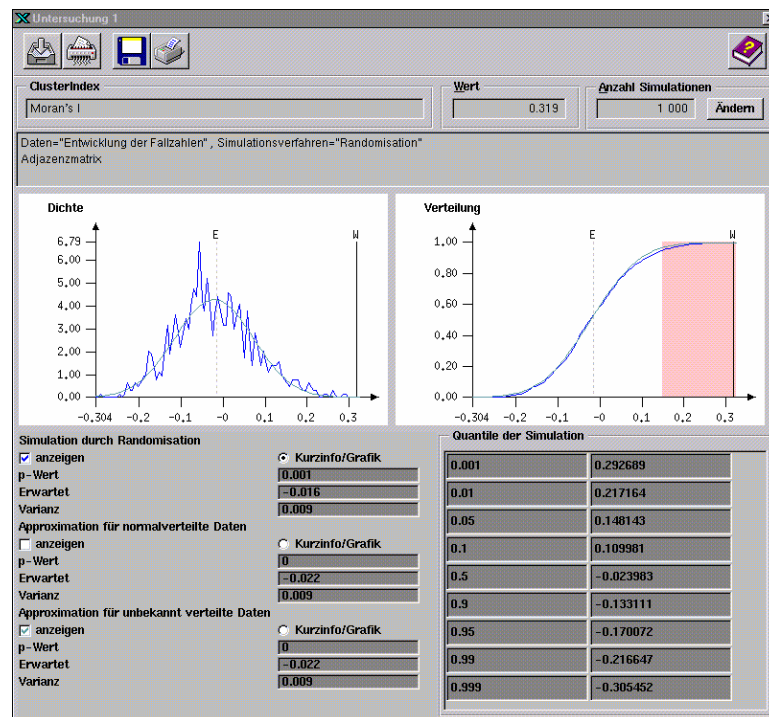 Untersuchung 1
ClusterIndex
Moran's I
Wert
0.319
Anzahl Simulationen
1 000
Ändern
Daten="Entwicklung der Fallzahlen" , Simulationsverfahren="Randomisation"
Adjazenzmatrix
Dichte
E
W
6,79
6,00
5,00
4,00
3,00
2,00
1,00
0,00
-0,304 -0,2 -0,1 -0 0,1 0,2 0,3
Verteilung
E
W
1,00
0,80
0,60
0,40
0,20
0,00
-0,304 -0,2 -0,1 -0 0,1 0,2 0,3
Simulation durch Randomisation
anzeigen Kurzinfo/Grafik
p-Wert 0.001
Erwartet -0.016
Varianz 0.009
Approximation für normalverteilte Daten
anzeigen Kurzinfo/Grafik
p-Wert 0
Erwartet -0.022
Varianz 0.009
Approximation für unbekannt verteilte Daten
anzeigen Kurzinfo/Grafik
p-Wert 0
Erwartet -0.022
Varianz 0.009
Quantile der Simulation
0.001 0.292689
0.01 0.217164
0.05 0.148143
0.1 0.109981
0.5 -0.023983
0.9 -0.133111
0.95 -0.170072
0.99 -0.216647
0.999 -0.305452